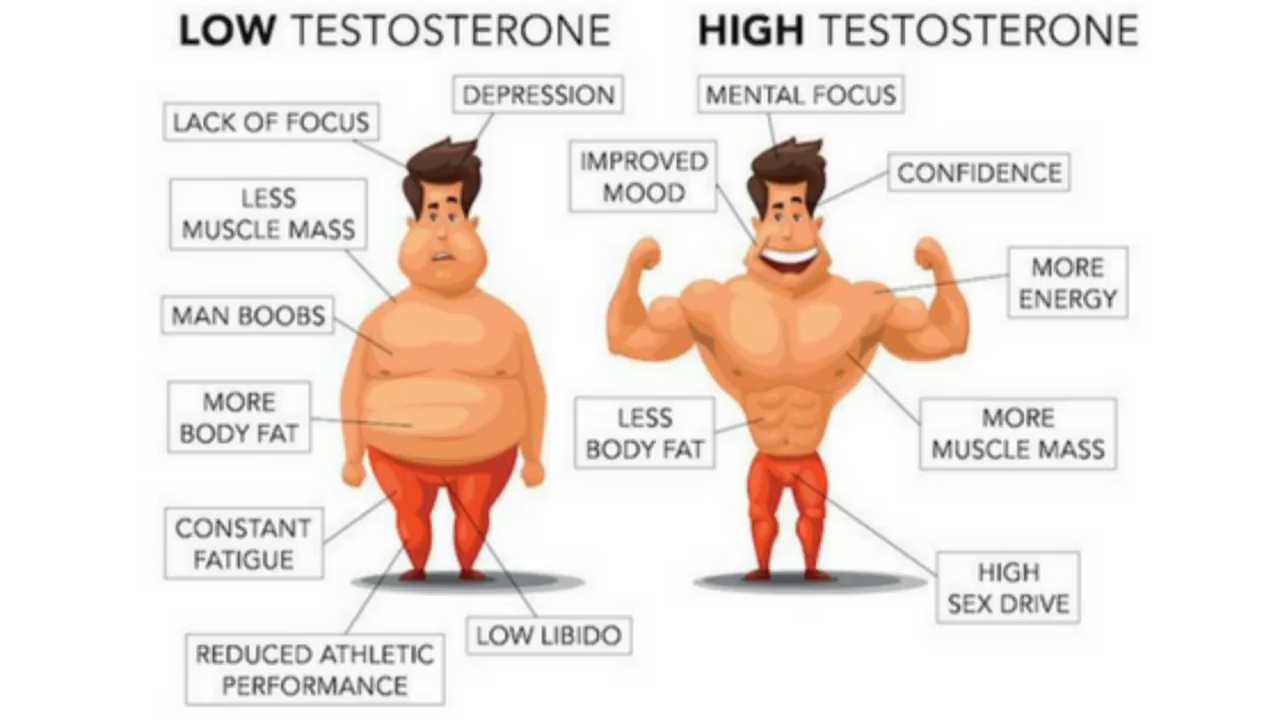 LOW TESTOSTERONE
LACK OF FOCUS
DEPRESSION
LESS
MUSCLE MASS
MAN BOOBS
MORE
BODY FAT
CONSTANT
FATIGUE
REDUCED ATHLETIC
PERFORMANCE
LOW LIBIDO
HIGH TESTOSTERONE
MENTAL FOCUS
IMPROVED
MOOD
CONFIDENCE
MORE
ENERGY
LESS
BODY FAT
MORE
MUSCLE MASS
HIGH
SEX DRIVE